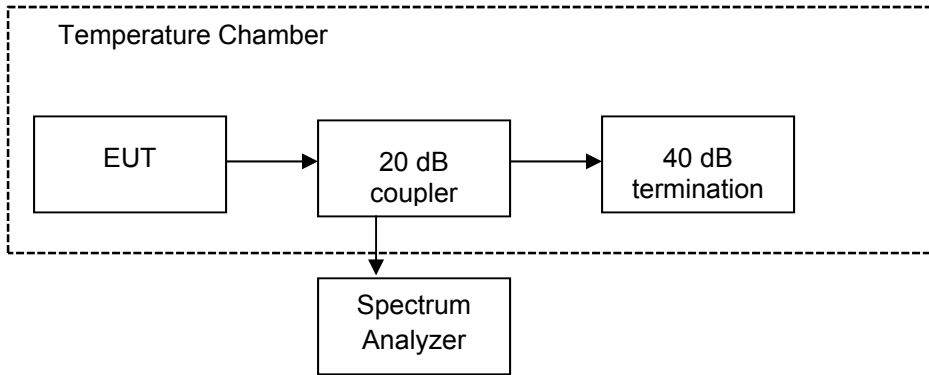 Temperature Chamber
EUT
20 dB
coupler
40 dB
termination
Spectrum
Analyzer